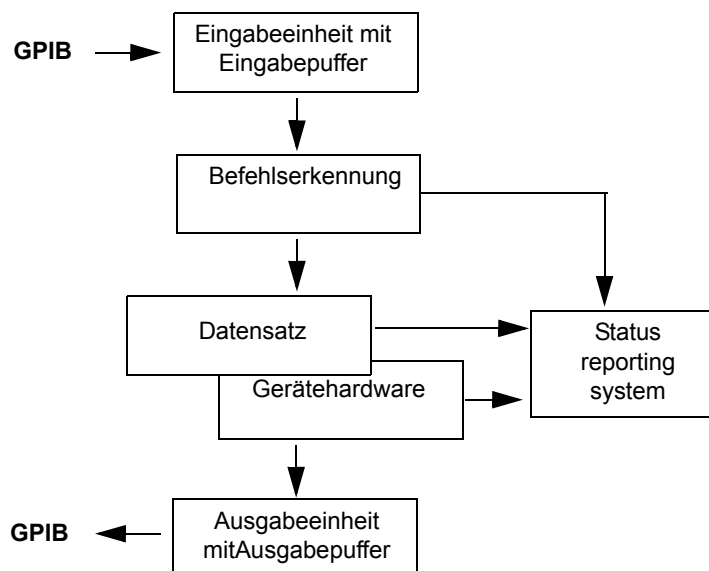 GPIB
Eingabeeinheit mit
Eingabepuffer
Befehlserkennung
Datensatz
Status
reporting
system
Gerätehardware
Ausgabeeinheit
mitAusgabepuffer
GPIB